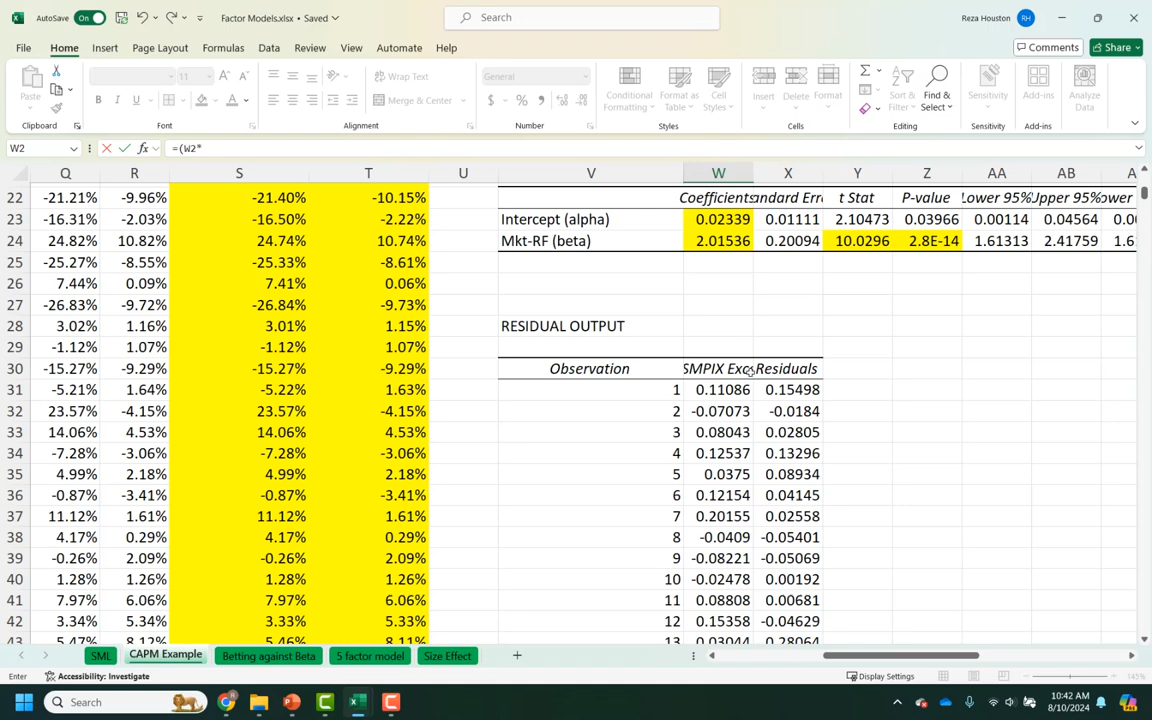 AutoSave On Factor Models.xlsx • Saved Search Reza Houston RH
File Home Insert Page Layout Formulas Data Review View Automate Help Comments Share
Paste 11 Wrap Text General Conditional Formatting Format as Table Cell Styles Insert Delete Format Sort & Filter Find & Select Sensitivity Add-ins Analyze Data
B I U Merge & Center $ % 9
Clipboard Font Alignment Number Styles Cells Editing Sensitivity Add-ins
W2 fx =(W2*
Q R S T U V W X Y Z AA AB A
22 -21.21% -9.96% -21.40% -10.15% Coefficients andard Erro t Stat P-value Lower 95% Upper 95% ower
23 -16.31% -2.03% -16.50% -2.22% Intercept (alpha) 0.02339 0.01111 2.10473 0.03966 0.00114 0.04564 0.00
24 24.82% 10.82% 24.74% 10.74% Mkt-RF (beta) 2.01536 0.20094 10.0296 2.8E-14 1.61313 2.41759 1.6
25 -25.27% -8.55% -25.33% -8.61%
26 7.44% 0.09% 7.41% 0.06%
27 -26.83% -9.72% -26.84% -9.73%
28 3.02% 1.16% 3.01% 1.15% RESIDUAL OUTPUT
29 -1.12% 1.07% -1.12% 1.07%
30 -15.27% -9.29% -15.27% -9.29% Observation SMPIX Exc Residuals
31 -5.21% 1.64% -5.22% 1.63% 1 0.11086 0.15498
32 23.57% -4.15% 23.57% -4.15% 2 -0.07073 -0.0184
33 14.06% 4.53% 14.06% 4.53% 3 0.08043 0.02805
34 -7.28% -3.06% -7.28% -3.06% 4 0.12537 0.13296
35 4.99% 2.18% 4.99% 2.18% 5 0.0375 0.08934
36 -0.87% -3.41% -0.87% -3.41% 6 0.12154 0.04145
37 11.12% 1.61% 11.12% 1.61% 7 0.20155 0.02558
38 4.17% 0.29% 4.17% 0.29% 8 -0.0409 -0.05401
39 -0.26% 2.09% -0.26% 2.09% 9 -0.08221 -0.05069
40 1.28% 1.26% 1.28% 1.26% 10 -0.02478 0.00192
41 7.97% 6.06% 7.97% 6.06% 11 0.08808 0.00681
42 3.34% 5.34% 3.33% 5.33% 12 0.15358 -0.04629
43 5.47% 8.12% 5.46% 8.11% 13 0.03044 0.28064
SML CAPM Example Betting against Beta 5 factor model Size Effect
Enter Accessibility: Investigate Display Settings 145%
Search 10:42 AM
8/10/2024